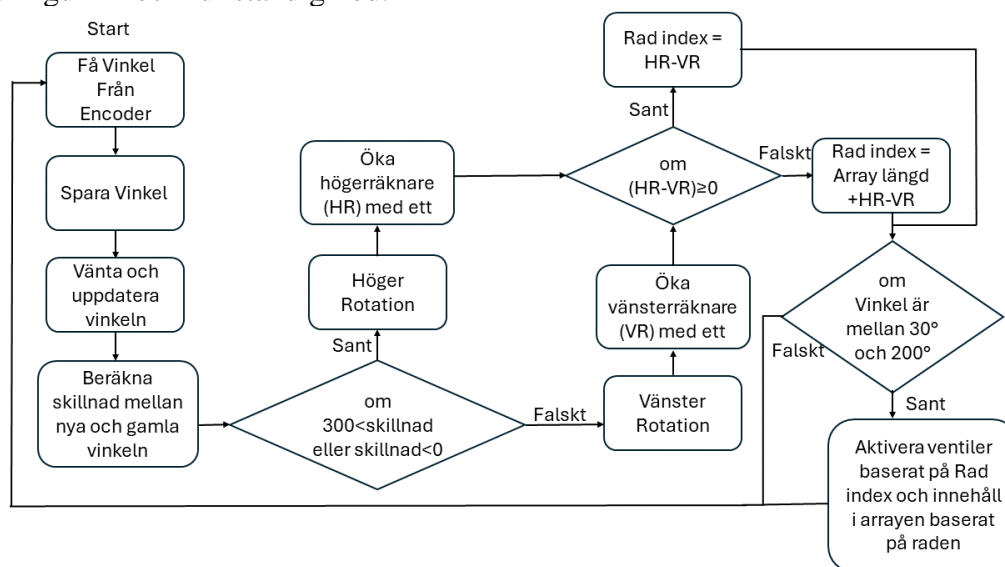 Start
Få Vinkel
Från
Encoder
Spara Vinkel
Vänta och
uppdatera
vinkeln
Beräkna
skillnad mellan
nya och gamla
vinkeln
om
300<skillnad
eller skillnad<0
Sant
Höger
Rotation
Öka
högerräknare
(HR) med ett
Falskt
Vänster
Rotation
Öka
vänsterräknare
(VR) med ett
om
(HR-VR)≥0
Sant
Rad index =
HR-VR
Falskt
Rad index =
Array längd
+HR-VR
om
Vinkel är
mellan 30°
och 200°
Falskt
Sant
Aktivera ventiler
baserat på Rad
index och innehåll
i arrayen baserat
på raden